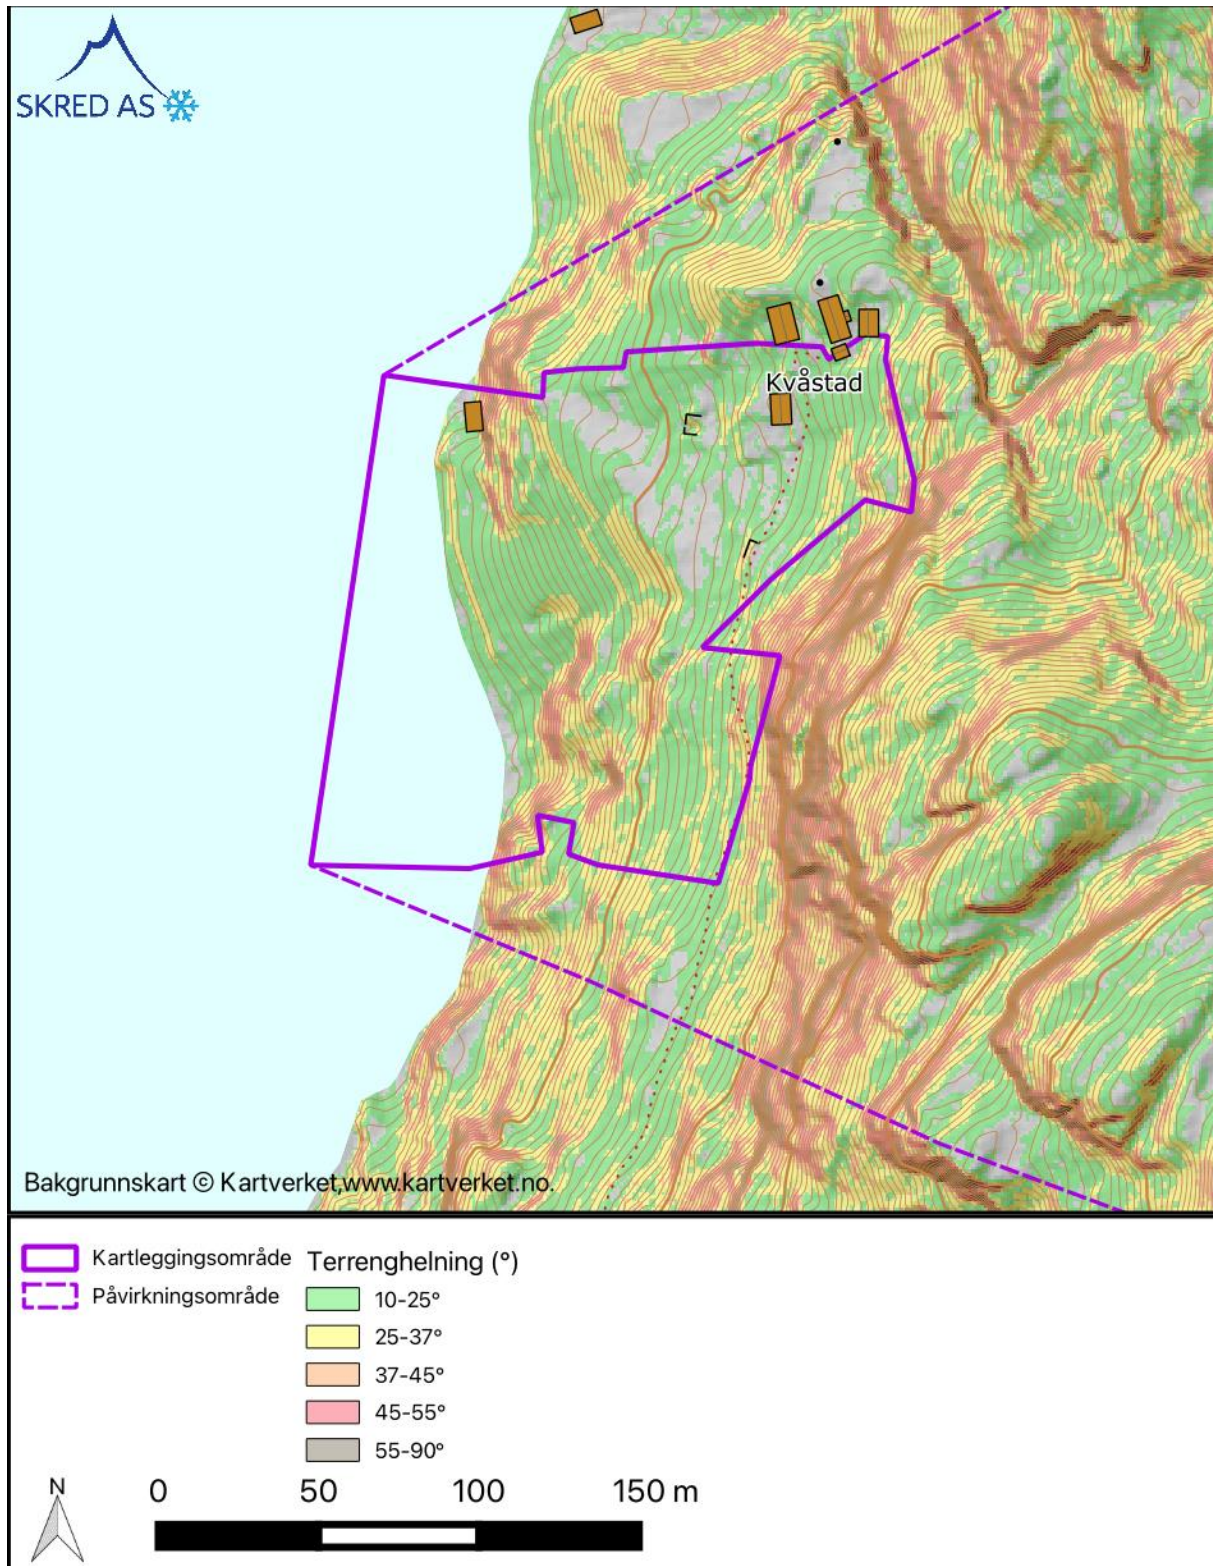 SKRED AS
Kvåstad
Bakgrunnskart © Kartverket,www.kartverket.no.
Kartleggingsområde
Påvirkningsområde
Terrenghelning (°)
10-25°
25-37°
37-45°
45-55°
55-90°
N
0 50 100 150 m